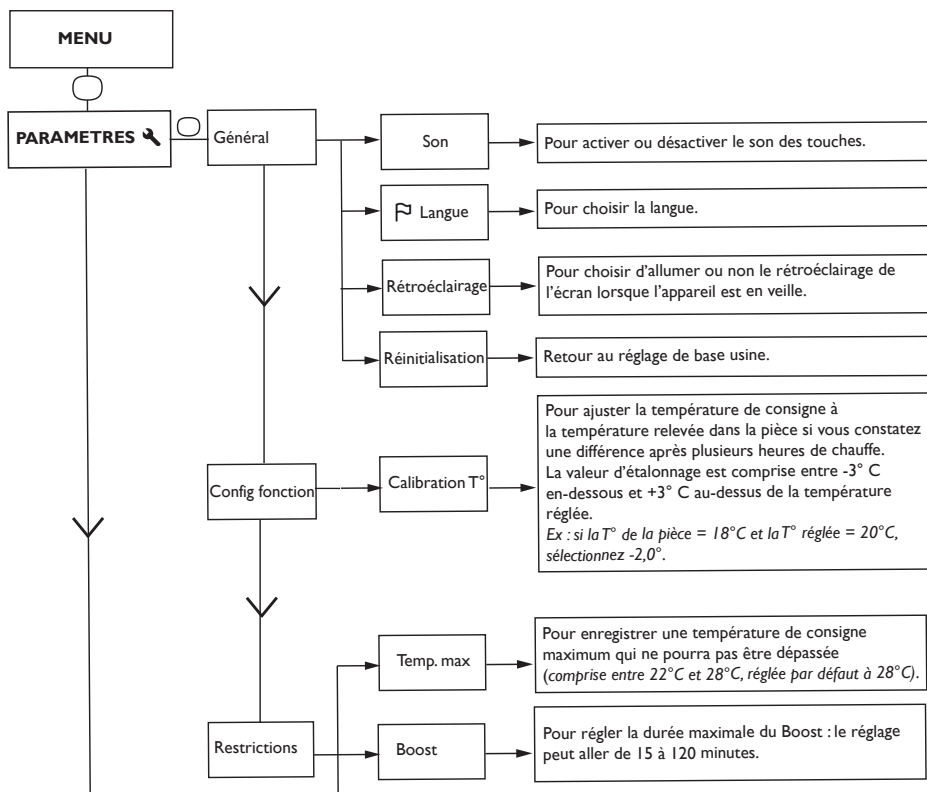 MENU
PARAMETRES
Général
Son
Pour activer ou désactiver le son des touches.
Langue
Pour choisir la langue.
Rétroéclairage
Pour choisir d'allumer ou non le rétroéclairage de
l'écran lorsque l'appareil est en veille.
Réinitialisation
Retour au réglage de base usine.
Config fonction
Calibration T°
Pour ajuster la température de consigne à
la température relevée dans la pièce si vous constatez
une différence après plusieurs heures de chauffe.
La valeur d'étalonnage est comprise entre -3° C
en-dessous et +3° C au-dessus de la température
réglée.
Ex : si la T° de la pièce = 18°C et la T° réglée = 20°C,
sélectionnez -2,0°.
Restrictions
Temp. max
Pour enregistrer une température de consigne
maximum qui ne pourra pas être dépassée
(comprise entre 22°C et 28°C, réglée par défaut à 28°C).
Boost
Pour régler la durée maximale du Boost : le réglage
peut aller de 15 à 120 minutes.